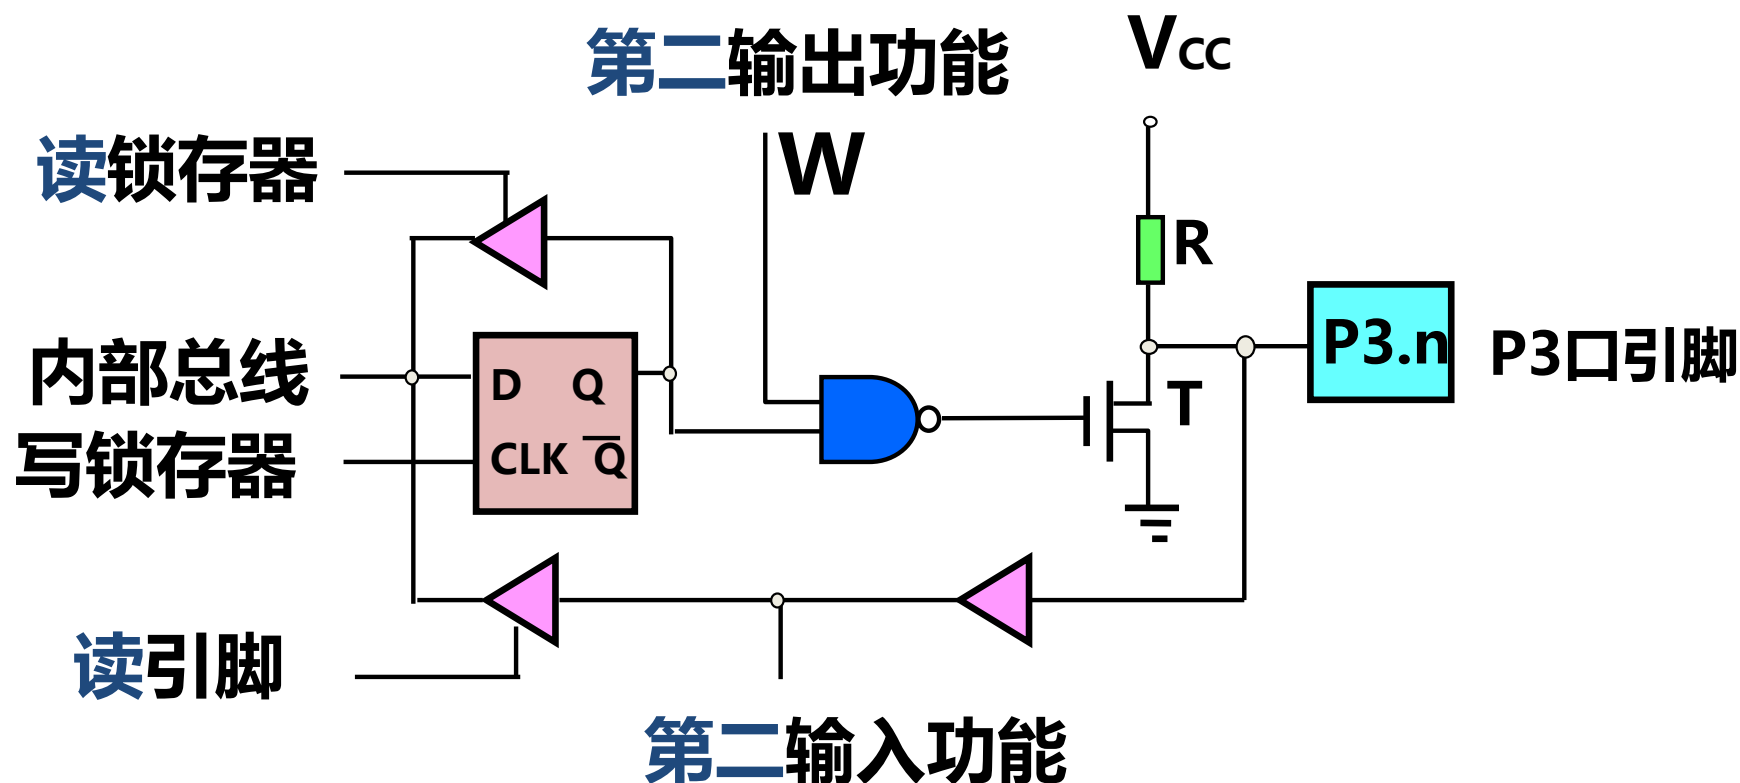 第二输出功能
Vcc
读锁存器
W
R
内部总线
D Q
P3.n
P3口引脚
T
写锁存器
CLK Q̅
读引脚
第二输入功能